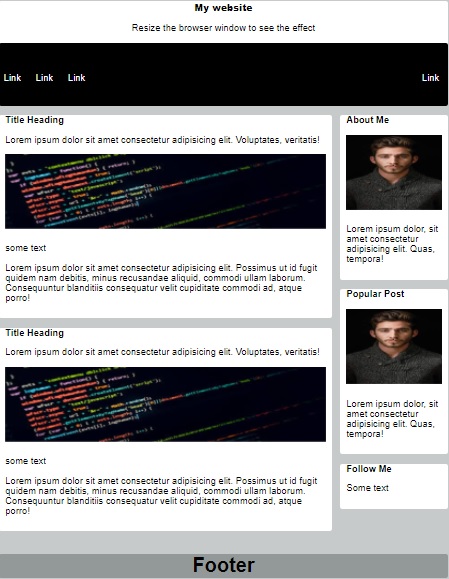 My website
Resize the browser window to see the effect
Link Link Link Link
Title Heading
Lorem ipsum dolor sit amet consectetur adipisicing elit. Voluptates, veritatis!
some text
Lorem ipsum dolor sit amet consectetur adipisicing elit. Possimus ut id fugit
quidem nam debitis, minus recusandae aliquid, commodi ullam laborum.
Consequuntur blanditiis consequatur velit cupiditate commodi ad, atque
porro!
Title Heading
Lorem ipsum dolor sit amet consectetur adipisicing elit. Voluptates, veritatis!
some text
Lorem ipsum dolor sit amet consectetur adipisicing elit. Possimus ut id fugit
quidem nam debitis, minus recusandae aliquid, commodi ullam laborum.
Consequuntur blanditiis consequatur velit cupiditate commodi ad, atque
porro!
About Me
Lorem ipsum dolor, sit
amet consectetur
adipisicing elit. Quas,
tempora!
Popular Post
Lorem ipsum dolor, sit
amet consectetur
adipisicing elit. Quas,
tempora!
Follow Me
Some text
Footer